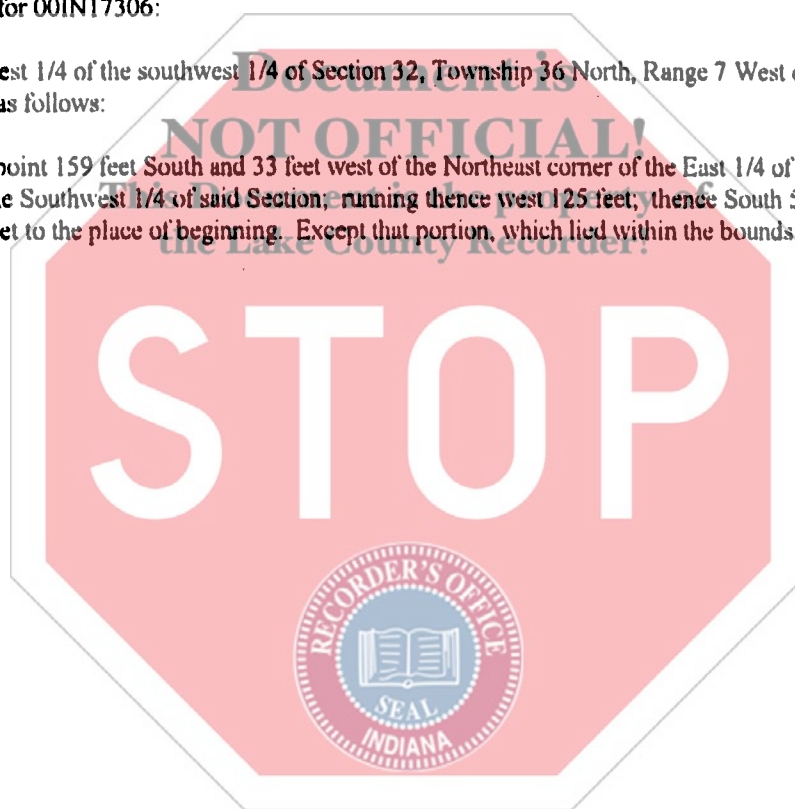 for 00IN17306:
est 1/4 of the southwest 1/4 of Section 32, Township 36 North, Range 7 West
as follows:
point 159 feet South and 33 feet west of the Northeast corner of the East 1/4 of
e Southwest 1/4 of said Section; running thence west 125 feet; thence South 5
et to the place of beginning. Except that portion, which lied within the bounds
Document is
NOT OFFICIAL!
This Document is the property of
the Lake County Recorder!
STOP
RECORDER'S OFFICE
SEAL
INDIANA